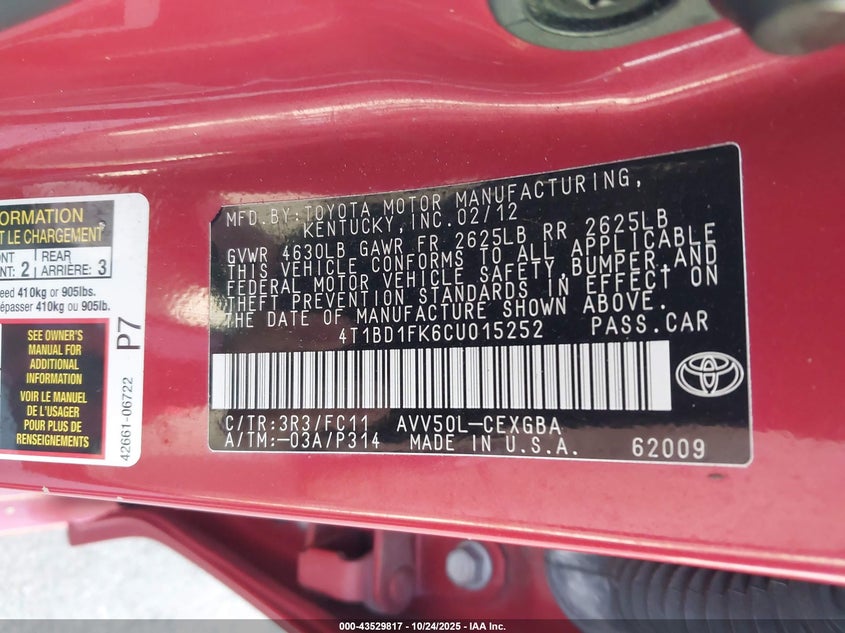 ORMATION
T LE CHARGEMENT
ONT 2 REAR 3
NT: ARRIÈRE:
eed 410kg or 905lbs.
épasser 410kg ou 905lb.
SEE OWNER'S
MANUAL FOR
ADDITIONAL
INFORMATION
VOIR LE MANUEL
DE L'USAGER
POUR PLUS DE
RENSEIGNEMENTS
P7
42661-06722
MFD.BY:TOYOTA MOTOR MANUFACTURING,
KENTUCKY,INC.02/12
GVWR 4630LB GAWR FR 2625LB RR 2625LB
THIS VEHICLE CONFORMS TO ALL APPLICABLE
FEDERAL MOTOR VEHICLE SAFETY,BUMPER,AND
THEFT PREVENTION STANDARDS IN EFFECT ON
THE DATE OF MANUFACTURE SHOWN ABOVE.
4T1BD1FK6CU015252 PASS.CAR
C/TR:3R3/FC11 AVV50L-CEXGBA
A/TM:-03A/P314 MADE IN U.S.A. 62009
000-43529817 - 10/24/2025 - IAA Inc.